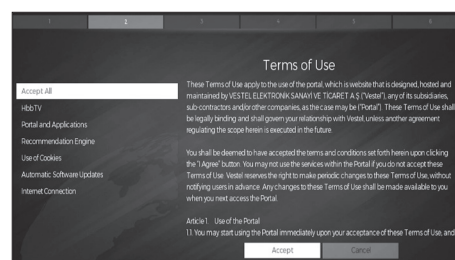 1 2 3 4 5 6
Terms of Use
Accept All
HbbTV
Portal and Applications
Recommendation Engine
Use of Cookies
Automatic Software Updates
Internet Connection
These Terms of Use apply to the use of the portal, which is website that is designed, hosted and
maintained by VESTEL ELEKTRONİK SANAYİ VE TİCARET A.Ş ("Vestel"), any of its subsidiaries,
sub-contractors and/or other companies, as the case may be ("Portal"). These Terms of Use shall
be legally binding and shall govern your relationship with Vestel, unless another agreement
regulating the scope herein is executed in the future.
You shall be deemed to have accepted the terms and conditions set forth herein upon clicking
the "I Agree" button. You may not use the services within the Portal if you do not accept these
Terms of Use. Vestel reserves the right to make periodic changes to these Terms of Use, without
notifying users in advance. Any changes to these Terms of Use shall be made available to you
when you next access the Portal.
Article 1. Use of the Portal
1.1. You may start using the Portal immediately upon your acceptance of these Terms of Use, and
Accept Cancel